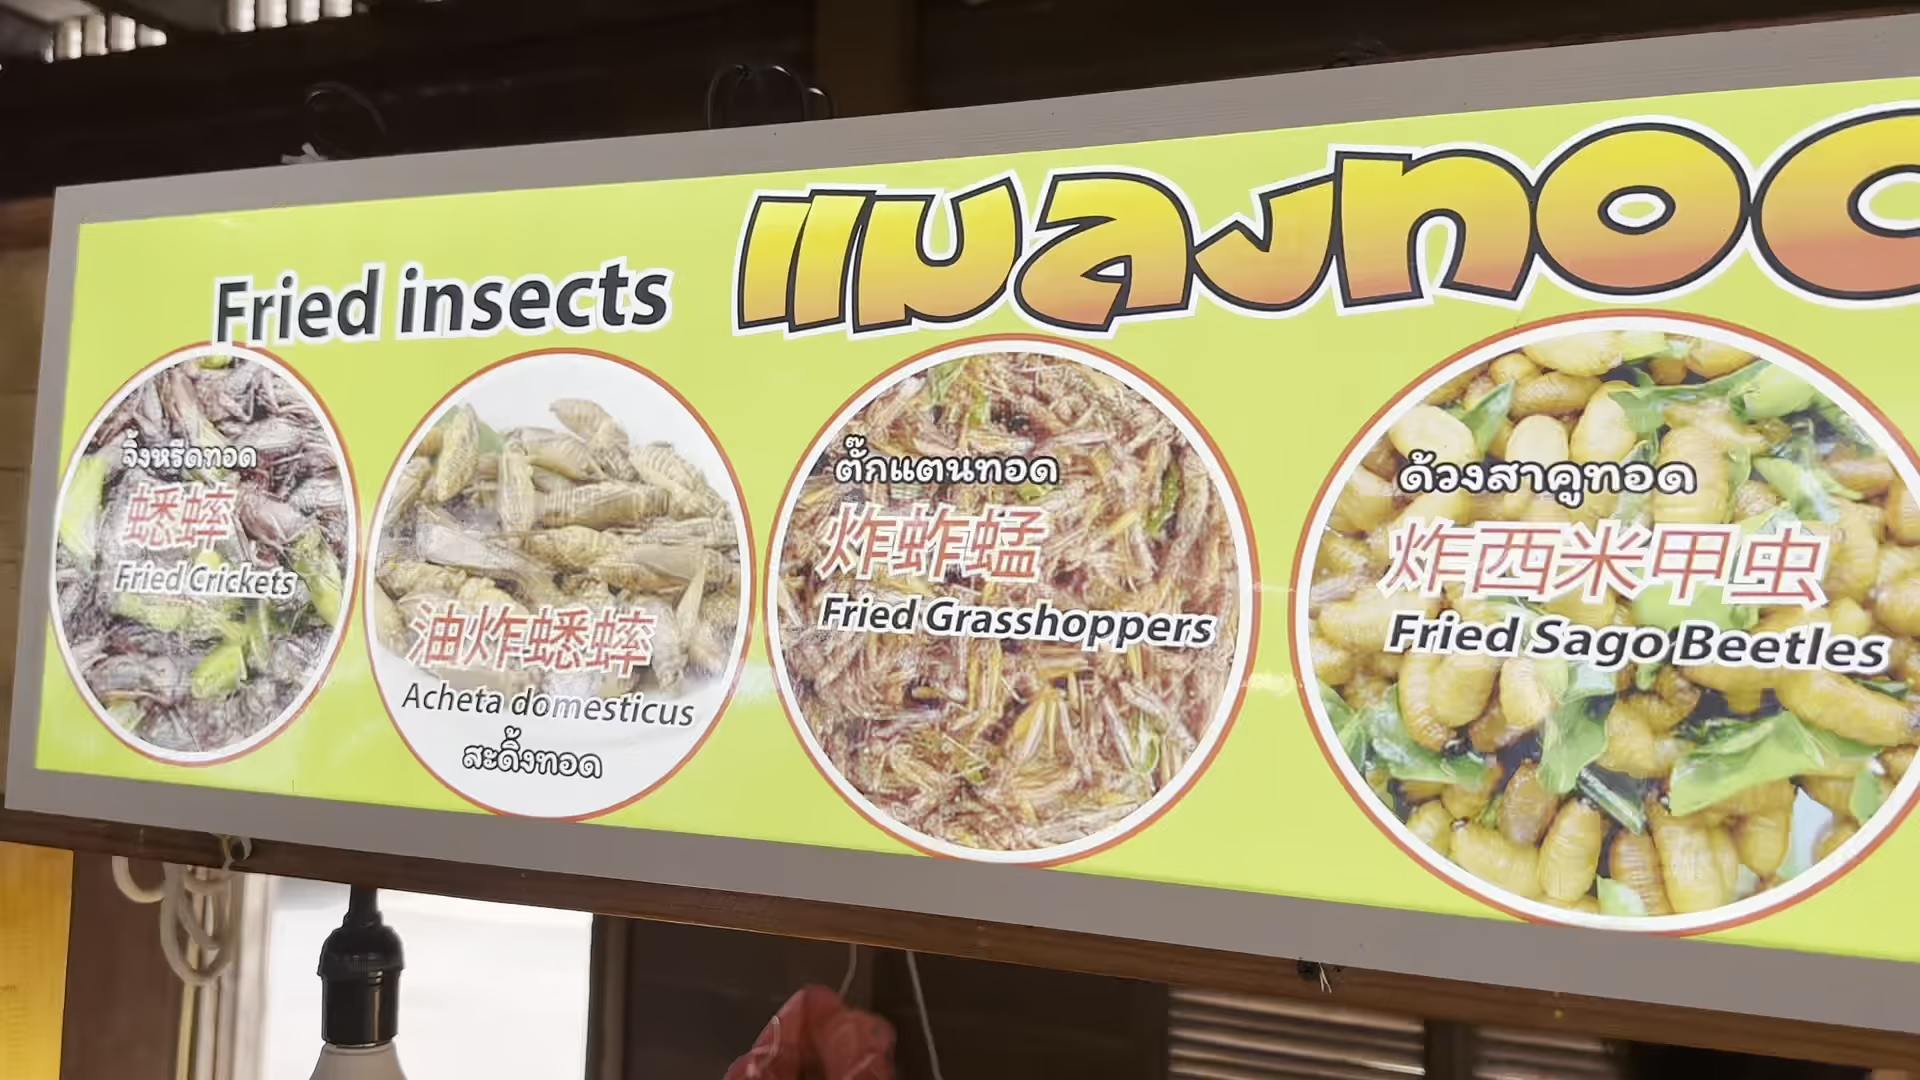 Fried insects
แมลงทอด
จิ้งหรีดทอด
蟋蟀
Fried Crickets
油炸蟋蟀
Acheta domesticus
สะดิ้งทอด
ตั๊กแตนทอด
炸蚱蜢
Fried Grasshoppers
ด้วงสาคูทอด
炸西米甲虫
Fried Sago Beetles